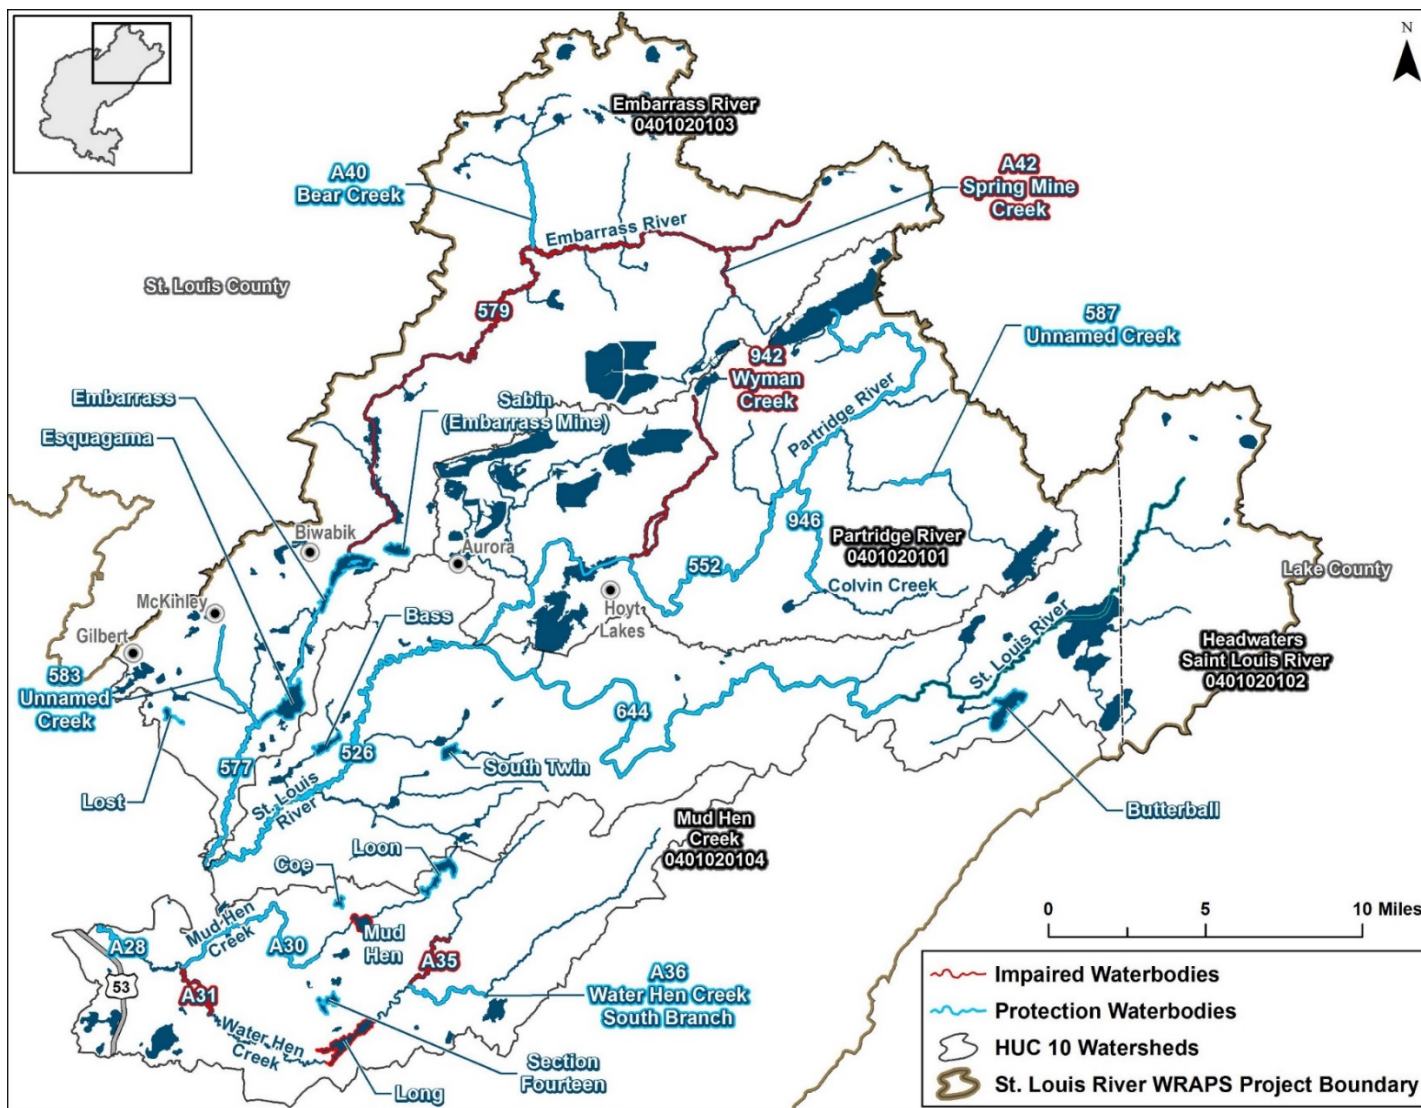 N
Embarrass River
0401020103
A40
Bear Creek
A42
Spring Mine
Creek
Embarrass River
St. Louis County
579
587
Unnamed Creek
942
Wyman
Creek
Embarrass
Sabin
(Embarrass Mine)
Esquagama
Partridge River
Biwabik
Aurora
946
Partridge River
0401020101
552
Colvin Creek
Lake County
McKinley
Hoyt
Lakes
Bass
Gilbert
583
Unnamed
Creek
St. Louis River
Headwaters
Saint Louis River
0401020102
644
526
577
South Twin
Lost
St. Louis
River
Butterball
Mud Hen
Creek
0401020104
Loon
Coe
Mud Hen
Creek
A28
A30
Mud
Hen
A35
53
A31
A36
Water Hen Creek
South Branch
Water Hen
Creek
Section
Fourteen
Long
0 5 10 Miles
Impaired Waterbodies
Protection Waterbodies
HUC 10 Watersheds
St. Louis River WRAPS Project Boundary